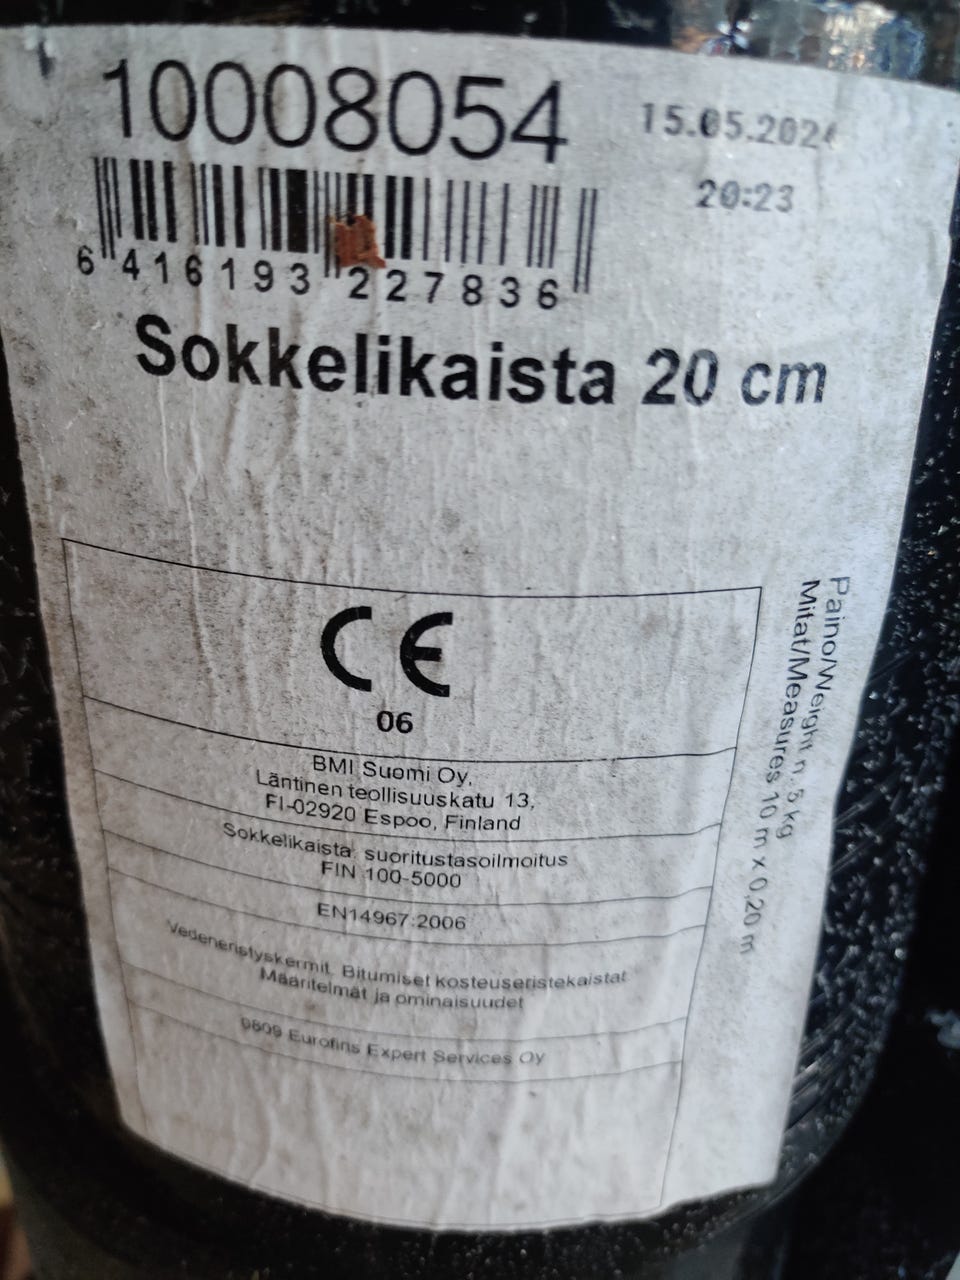 10008054
15.05.2024
20:23
6 416193 227836
Sokkelikaista 20 cm
CE
06
BMI Suomi Oy,
Läntinen teollisuuskatu 13,
FI-02920 Espoo, Finland
Sokkelikaista: suoritustasoilmoitus
FIN 100-5000
EN14967:2006
Vedeneristyskermit. Bitumiset kosteuseristekaistat
Määritelmät ja ominaisuudet
0809 Eurofins Expert Services Oy
Paino/Weight n. 5 kg
Mitat/Measures 10 m x 0,20 m